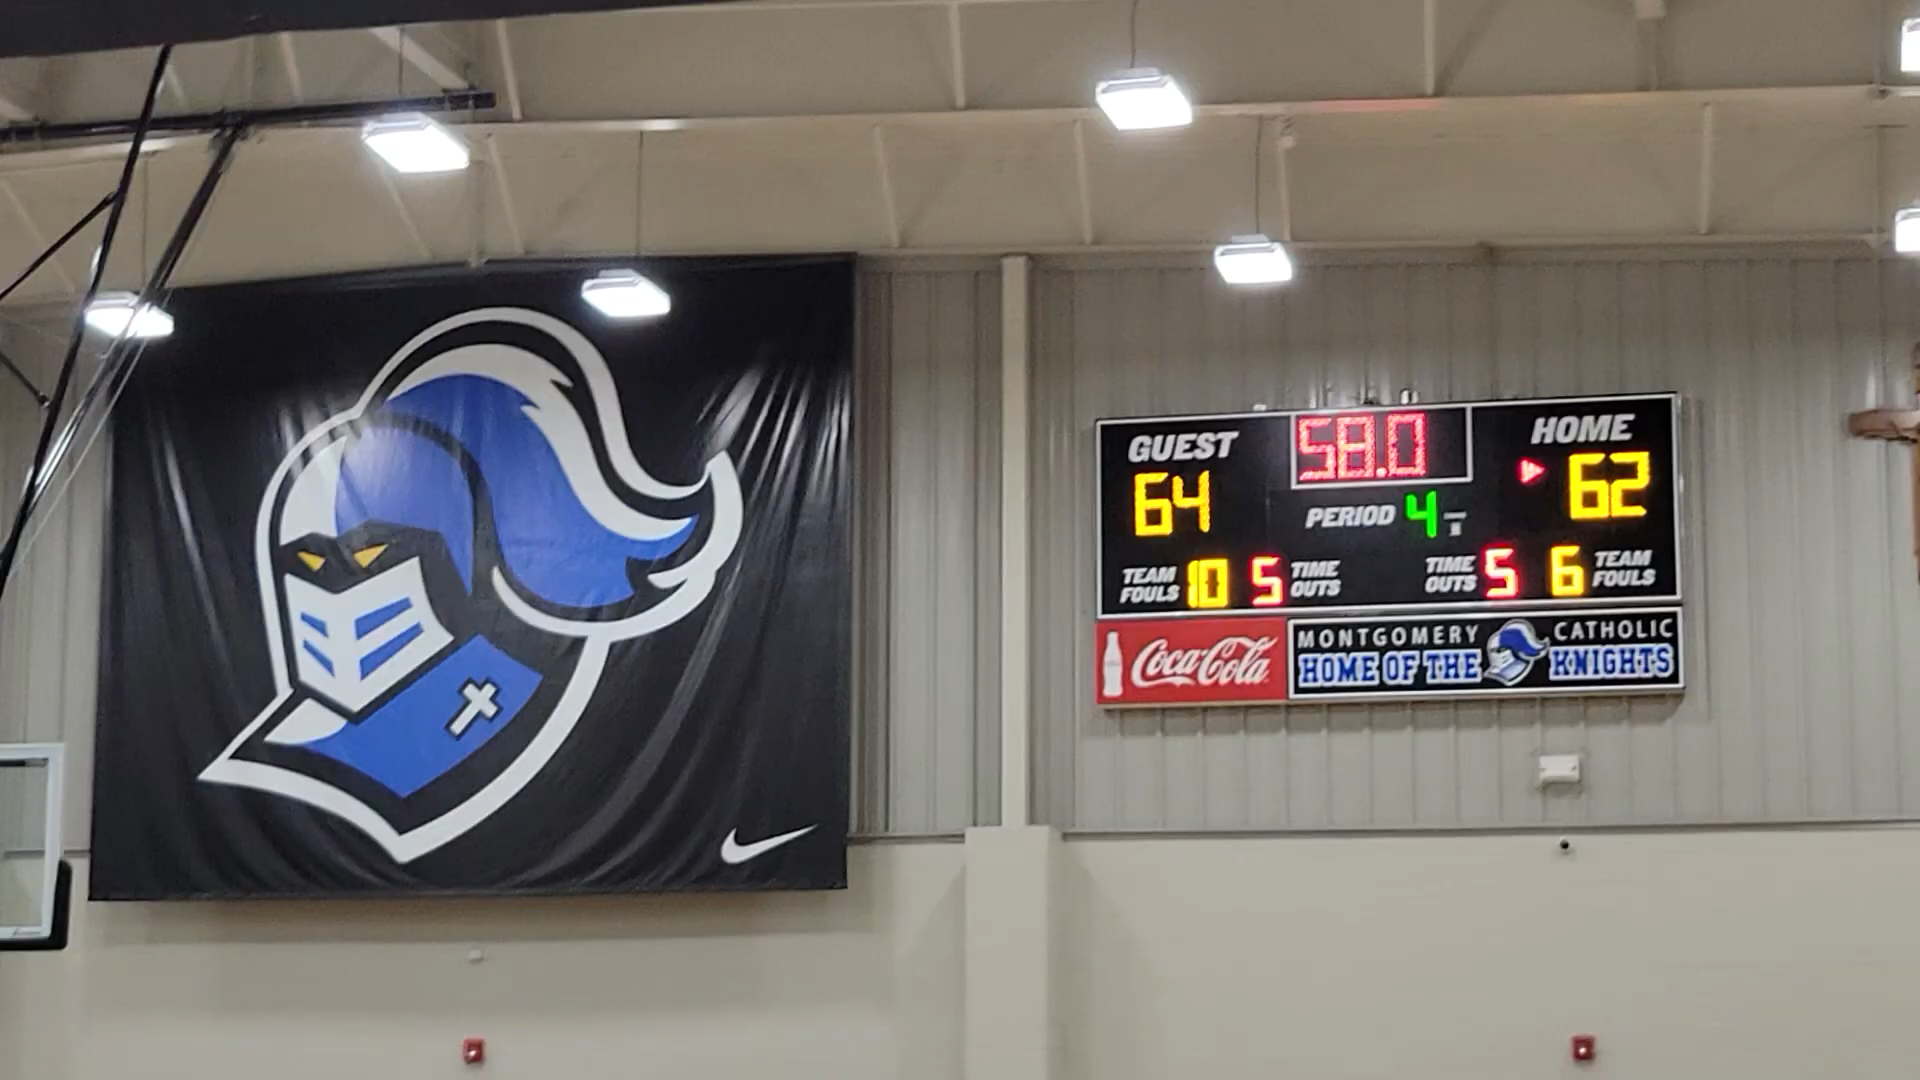 GUEST
58.0
HOME
64
62
PERIOD 4
TEAM FOULS 10
5 TIME OUTS
TIME OUTS 5
6 TEAM FOULS
Coca-Cola
MONTGOMERY CATHOLIC
HOME OF THE KNIGHTS